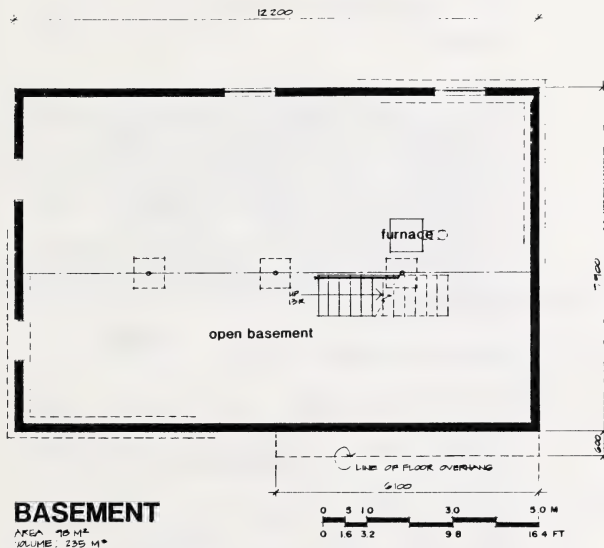 12 200
furnace
UP
13R
open basement
7 900
600
LINE OF FLOOR OVERHANG
6100
BASEMENT
AREA 98 M²
VOLUME: 235 M³
0 .5 1.0 3.0 5.0 M
0 1.6 3.2 9.8 16.4 FT